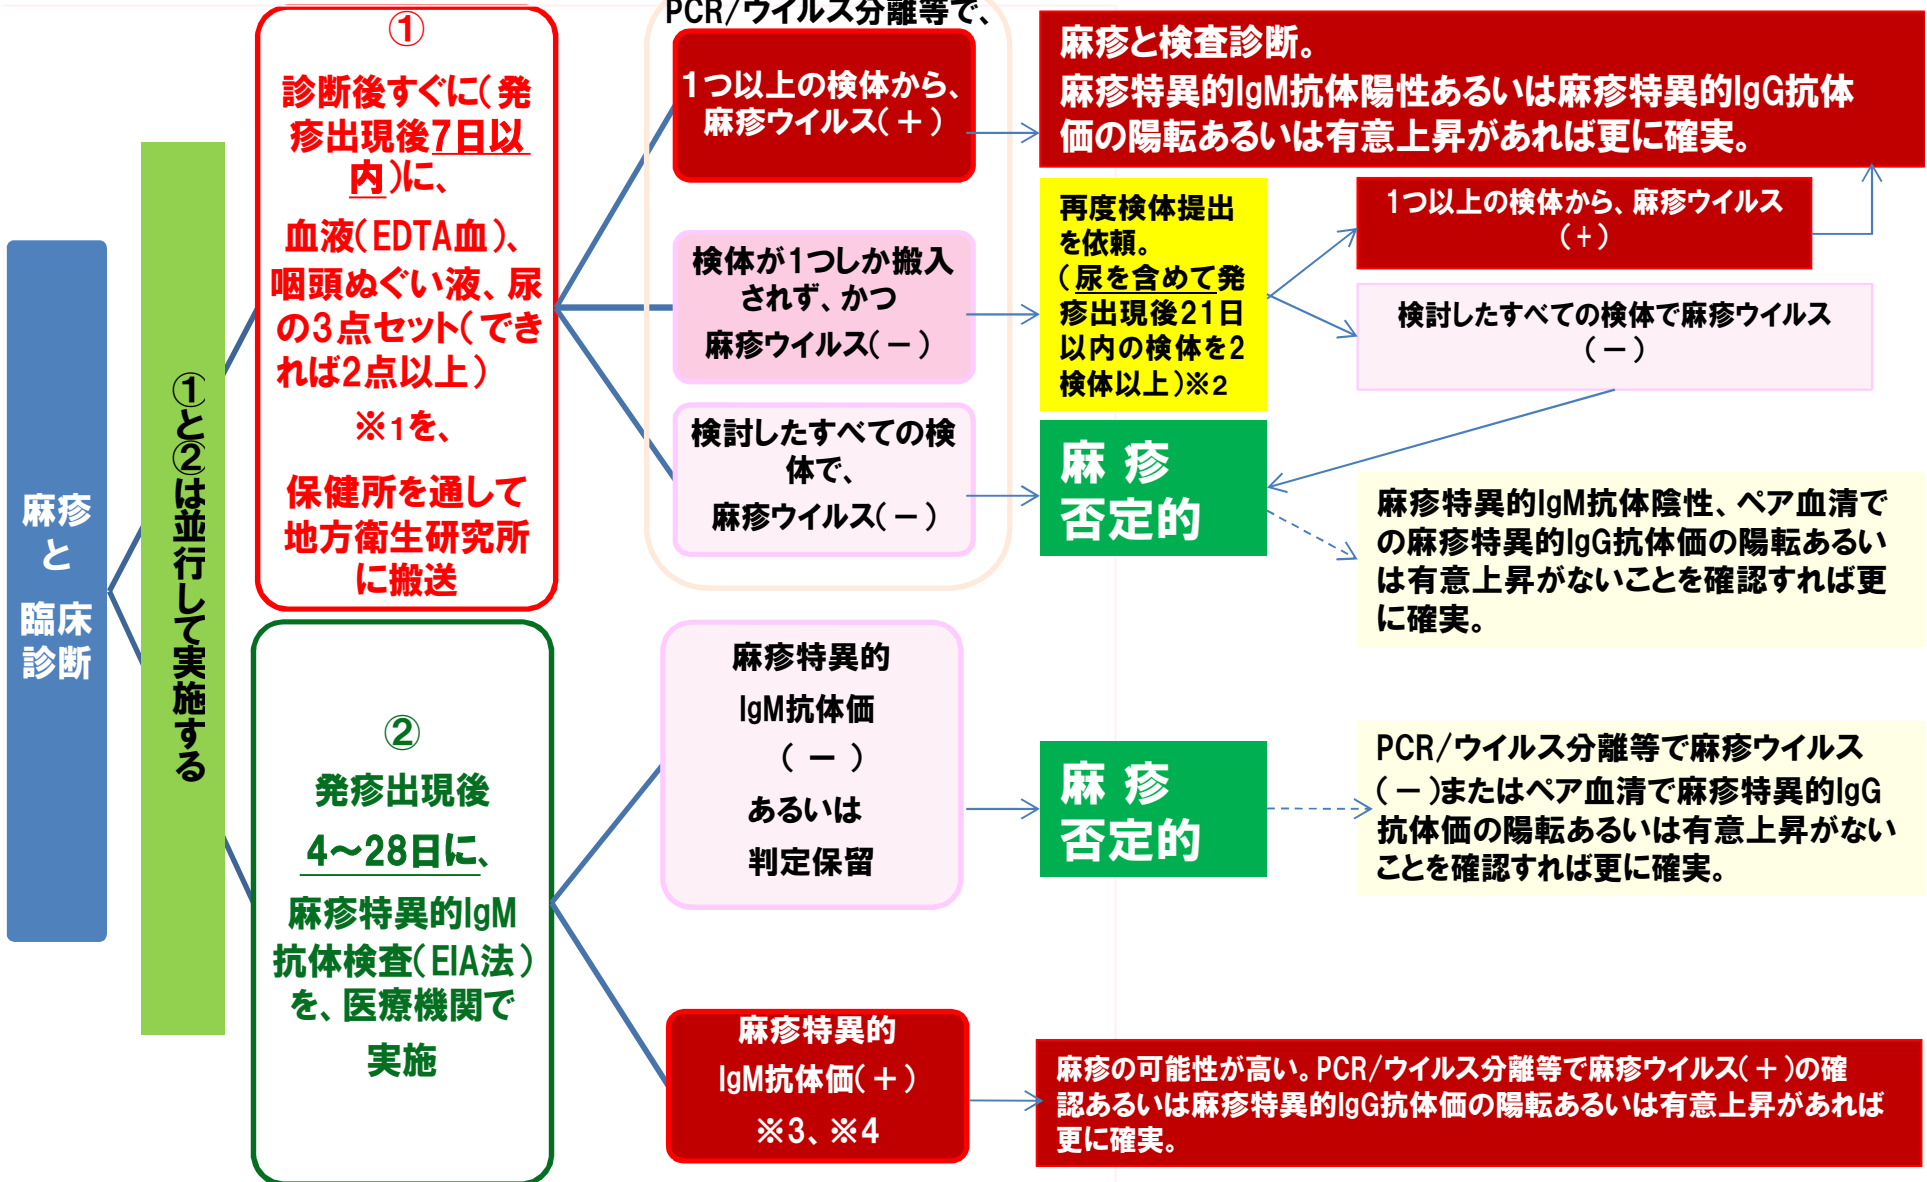 麻疹
と
臨床
診断
①と②は並行して実施する
①
診断後すぐに(発
疹出現後7日以
内)に、
血液(EDTA血)、
咽頭ぬぐい液、尿
の3点セット(でき
れば2点以上)
※1を、
保健所を通して
地方衛生研究所
に搬送
PCR/ウイルス分離等で、
1つ以上の検体から、
麻疹ウイルス(+)
麻疹と検査診断。
麻疹特異的IgM抗体陽性あるいは麻疹特異的IgG抗体
価の陽転あるいは有意上昇があれば更に確実。
検体が1つしか搬入
されず、かつ
麻疹ウイルス(-)
再度検体提出
を依頼。
(尿を含めて発
疹出現後21日
以内の検体を2
検体以上)※2
1つ以上の検体から、麻疹ウイルス
(+)
検討したすべての検体で麻疹ウイルス
(-)
検討したすべての検
体で、
麻疹ウイルス(-)
麻 疹
否定的
麻疹特異的IgM抗体陰性、ペア血清で
の麻疹特異的IgG抗体価の陽転あるい
は有意上昇がないことを確認すれば更
に確実。
②
発疹出現後
4~28日に、
麻疹特異的IgM
抗体検査(EIA法)
を、医療機関で
実施
麻疹特異的
IgM抗体価
(-)
あるいは
判定保留
麻 疹
否定的
PCR/ウイルス分離等で麻疹ウイルス
(-)またはペア血清で麻疹特異的IgG
抗体価の陽転あるいは有意上昇がない
ことを確認すれば更に確実。
麻疹特異的
IgM抗体価(+)
※3、※4
麻疹の可能性が高い。PCR/ウイルス分離等で麻疹ウイルス(+)の確
認あるいは麻疹特異的IgG抗体価の陽転あるいは有意上昇があれば
更に確実。